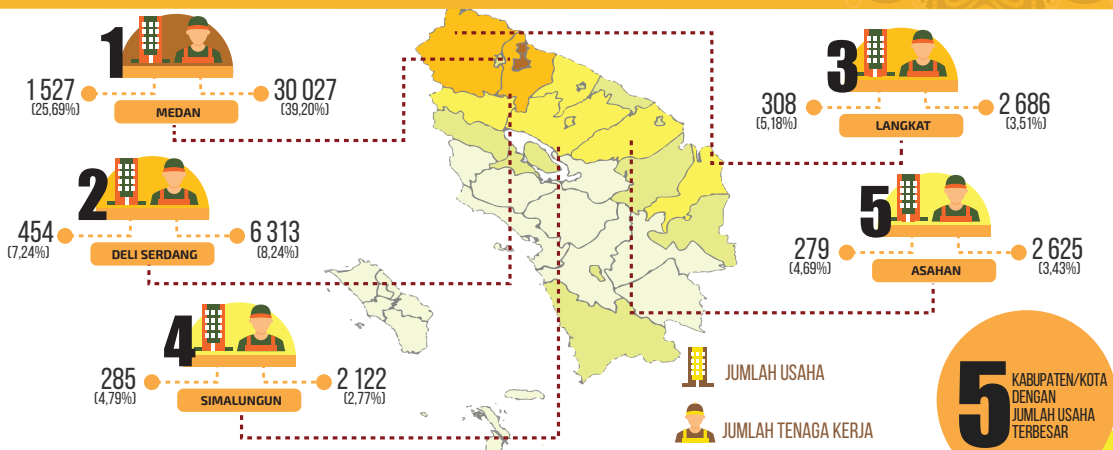 1
1 527
(25,69%)
30 027
(39,20%)
MEDAN
2
454
(7,24%)
6 313
(8,24%)
DELI SERDANG
4
285
(4,79%)
2 122
(2,77%)
SIMALUNGUN
3
308
(5,18%)
2 686
(3,51%)
LANGKAT
5
279
(4,69%)
2 625
(3,43%)
ASAHAN
JUMLAH USAHA
JUMLAH TENAGA KERJA
5
KABUPATEN/KOTA
DENGAN
JUMLAH USAHA
TERBESAR